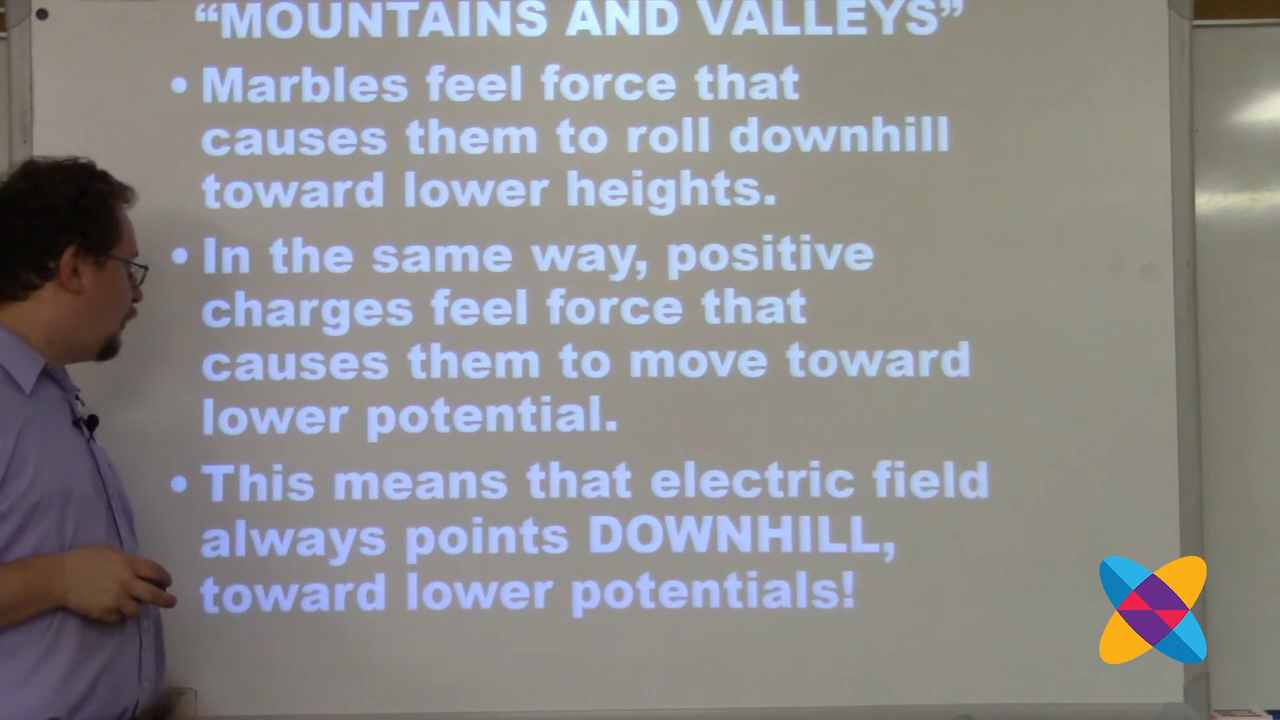 “MOUNTAINS AND VALLEYS”
• Marbles feel force that
causes them to roll downhill
toward lower heights.
• In the same way, positive
charges feel force that
causes them to move toward
lower potential.
• This means that electric field
always points DOWNHILL,
toward lower potentials!